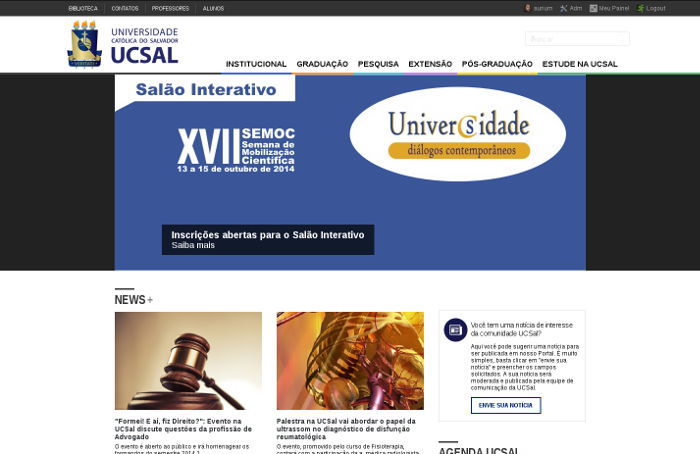 BIBLIOTECA CONTATOS PROFESSORES ALUNOS
aurium Adm Meu Painel Logout
UNIVERSIDADE
CATÓLICA DO SALVADOR
UCSAL
Buscar
INSTITUCIONAL GRADUAÇÃO PESQUISA EXTENSÃO PÓS-GRADUAÇÃO ESTUDE NA UCSAL
Salão Interativo
XVII SEMOC
Semana de
Mobilização
Científica
13 a 15 de outubro de 2014
Universidade
diálogos contemporâneos
Inscrições abertas para o Salão Interativo
Saiba mais
NEWS +
"Formei! E aí, fiz Direito?": Evento na
UCSal discute questões da profissão de
Advogado
O evento é aberto ao público e irá homenagear os
formandos do semestre 2014.2
Palestra na UCSal vai abordar o papel da
ultrassom no diagnóstico de disfunção
reumatológica
O evento, promovido pelo curso de Fisioterapia,
contará com a participação da a médica radiologista
Você tem uma notícia de interesse
da comunidade UCSal?
Aqui você pode sugerir uma notícia para
ser publicada em nosso Portal. É muito
simples, basta clicar em "envie sua
notícia" e preencher os campos
solicitados. A sua notícia será
moderada e publicada pela equipe de
comunicação da UCSal.
ENVIE SUA NOTÍCIA
AGENDA UCSAL